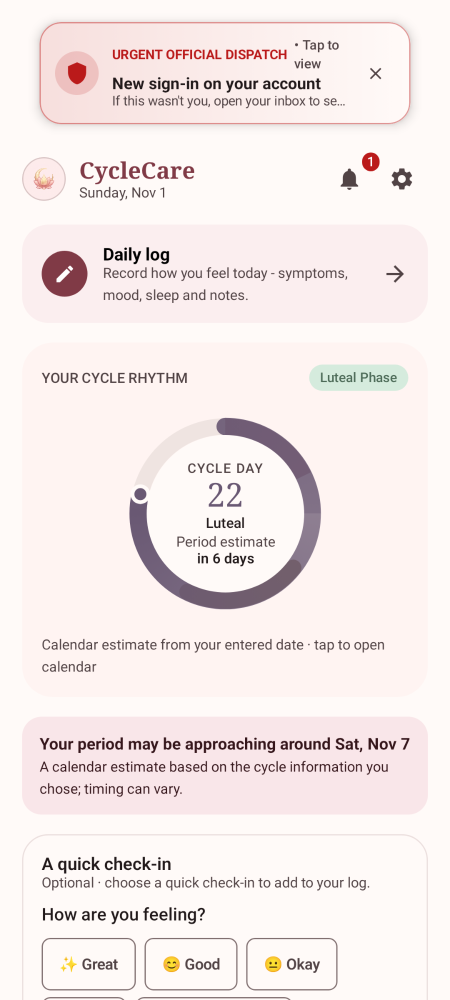 URGENT OFFICIAL DISPATCH • Tap to view
New sign-in on your account
If this wasn't you, open your inbox to se...
CycleCare
Sunday, Nov 1
1
Daily log
Record how you feel today - symptoms,
mood, sleep and notes.
YOUR CYCLE RHYTHM
Luteal Phase
CYCLE DAY
22
Luteal
Period estimate
in 6 days
Calendar estimate from your entered date · tap to open
calendar
Your period may be approaching around Sat, Nov 7
A calendar estimate based on the cycle information you
chose; timing can vary.
A quick check-in
Optional · choose a quick check-in to add to your log.
How are you feeling?
✨ Great
😊 Good
😐 Okay